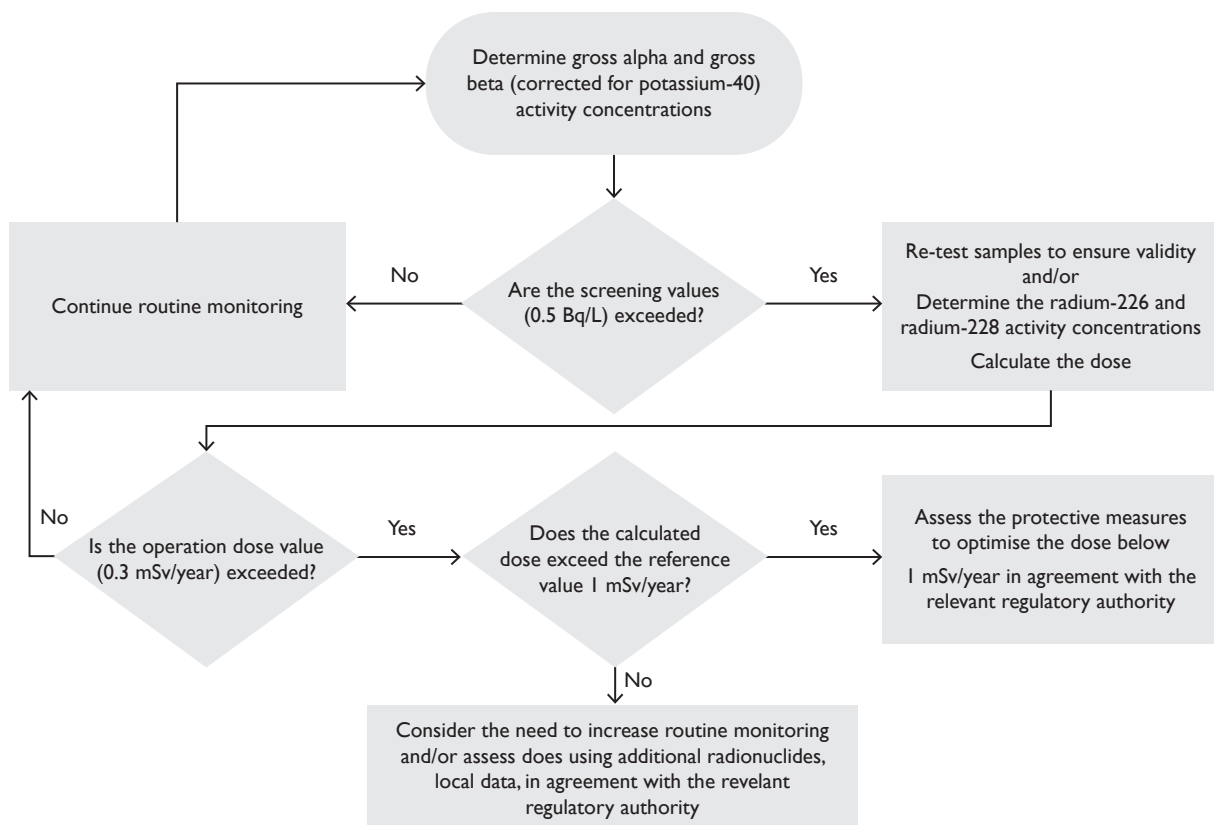 Determine gross alpha and gross
beta (corrected for potassium-40)
activity concentrations
Continue routine monitoring
No
Are the screening values
(0.5 Bq/L) exceeded?
Yes
Re-test samples to ensure validity
and/or
Determine the radium-226 and
radium-228 activity concentrations
Calculate the dose
No
Is the operation dose value
(0.3 mSv/year) exceeded?
Yes
Does the calculated
dose exceed the reference
value 1 mSv/year?
Yes
Assess the protective measures
to optimise the dose below
1 mSv/year in agreement with the
relevant regulatory authority
No
Consider the need to increase routine monitoring
and/or assess does using additional radionuclides,
local data, in agreement with the revelant
regulatory authority